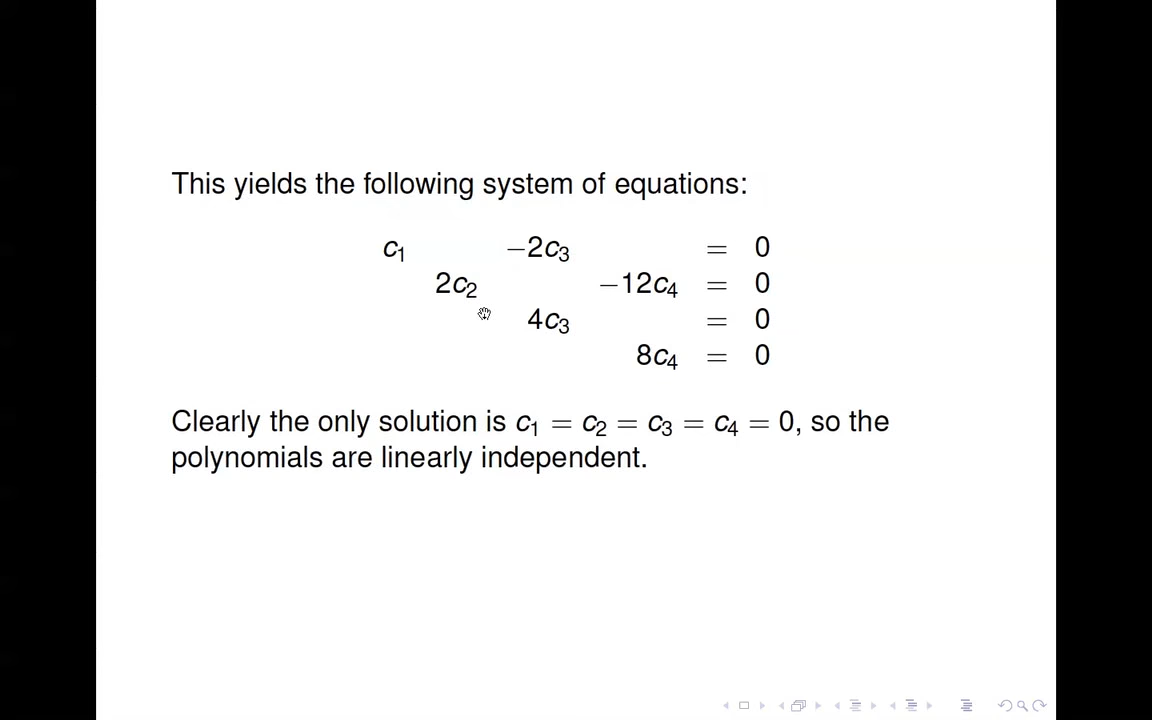 This yields the following system of equations:
c₁ −2c₃ = 0
2c₂ −12c₄ = 0
4c₃ = 0
8c₄ = 0
Clearly the only solution is c₁ = c₂ = c₃ = c₄ = 0, so the
polynomials are linearly independent.